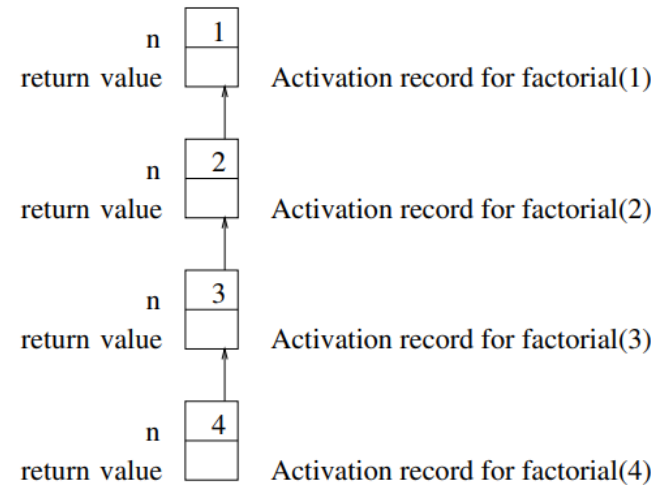 n 1
return value Activation record for factorial(1)
n 2
return value Activation record for factorial(2)
n 3
return value Activation record for factorial(3)
n 4
return value Activation record for factorial(4)